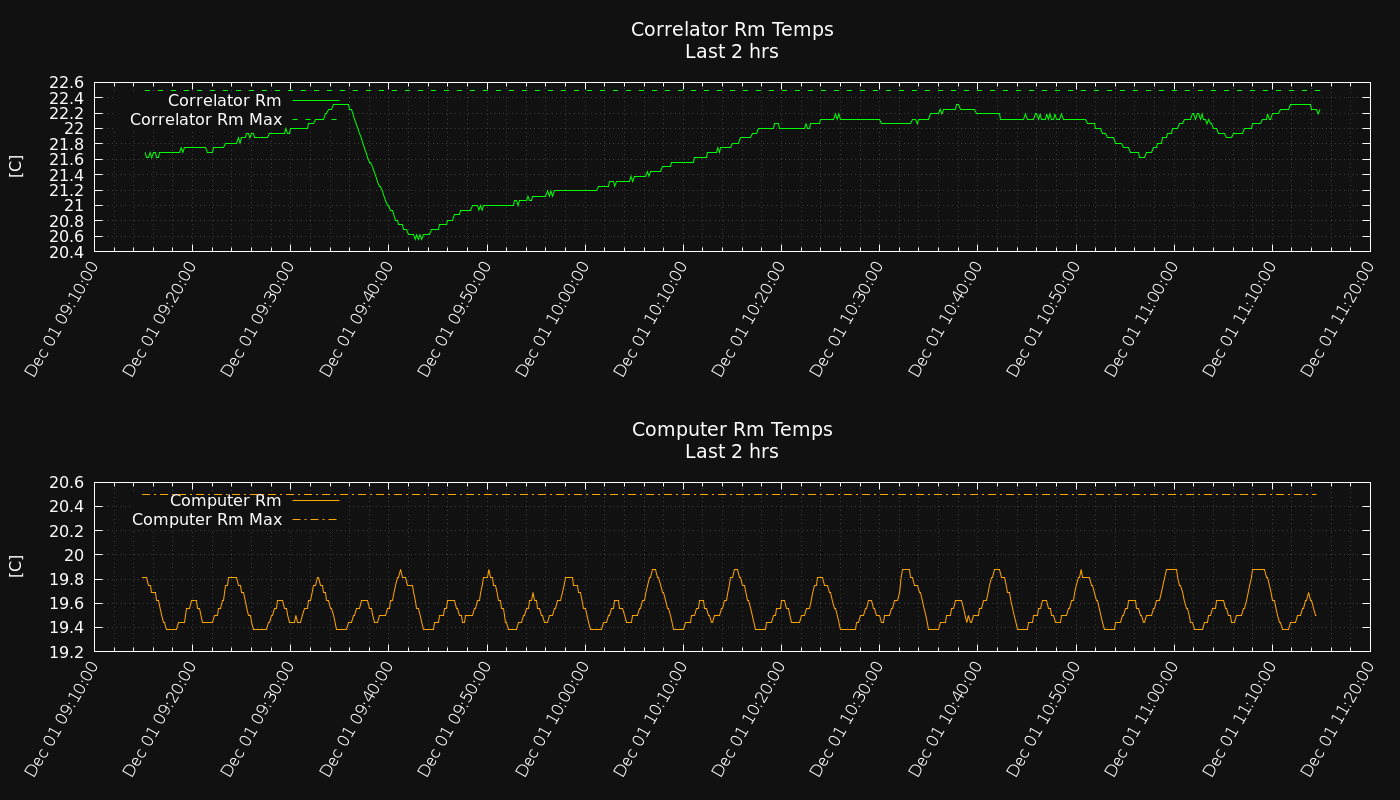 Correlator Rm Temps
Last 2 hrs
[C]
22.6
22.4
22.2
22
21.8
21.6
21.4
21.2
21
20.8
20.6
20.4
Correlator Rm
Correlator Rm Max
Dec 01 09:10:00
Dec 01 09:20:00
Dec 01 09:30:00
Dec 01 09:40:00
Dec 01 09:50:00
Dec 01 10:00:00
Dec 01 10:10:00
Dec 01 10:20:00
Dec 01 10:30:00
Dec 01 10:40:00
Dec 01 10:50:00
Dec 01 11:00:00
Dec 01 11:10:00
Dec 01 11:20:00
Computer Rm Temps
Last 2 hrs
[C]
20.6
20.4
20.2
20
19.8
19.6
19.4
19.2
Computer Rm
Computer Rm Max
Dec 01 09:10:00
Dec 01 09:20:00
Dec 01 09:30:00
Dec 01 09:40:00
Dec 01 09:50:00
Dec 01 10:00:00
Dec 01 10:10:00
Dec 01 10:20:00
Dec 01 10:30:00
Dec 01 10:40:00
Dec 01 10:50:00
Dec 01 11:00:00
Dec 01 11:10:00
Dec 01 11:20:00